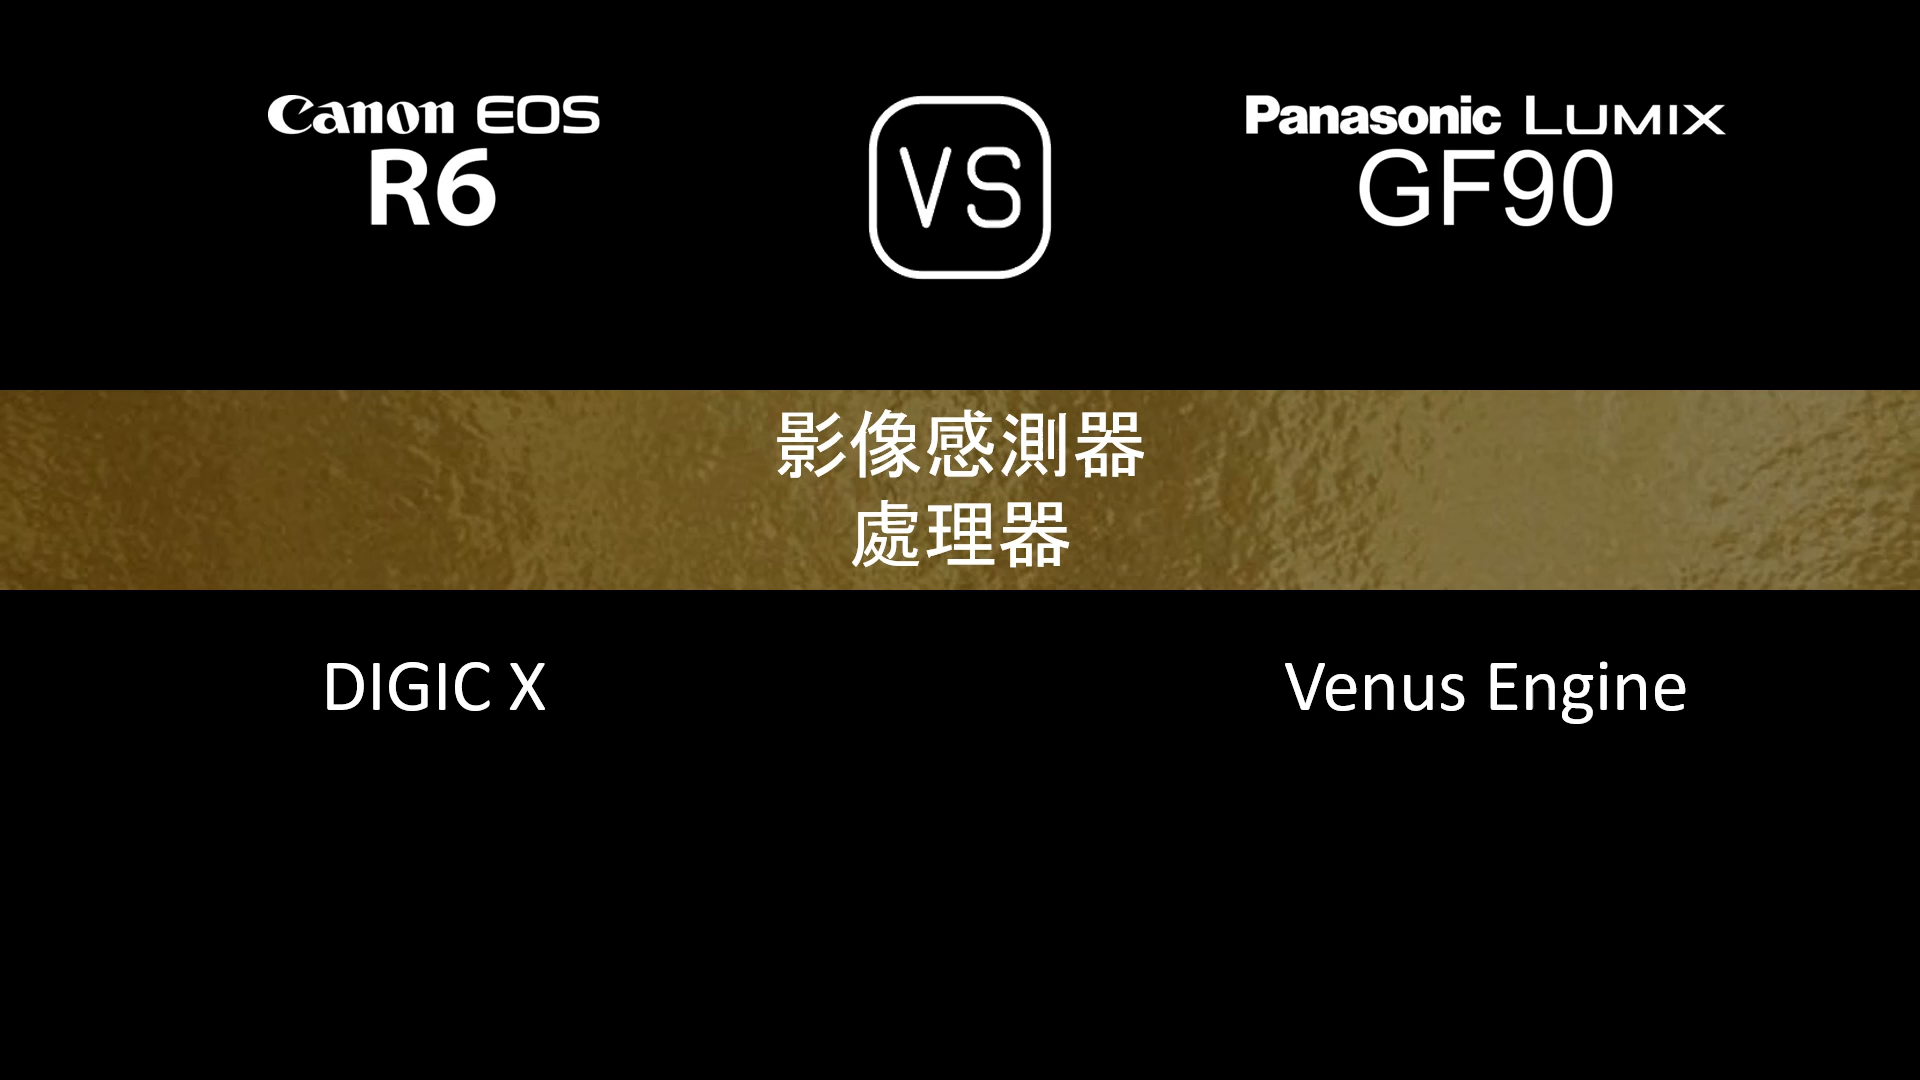 Canon EOS
R6
VS
Panasonic LUMIX
GF90
影像感測器
處理器
DIGIC X
Venus Engine